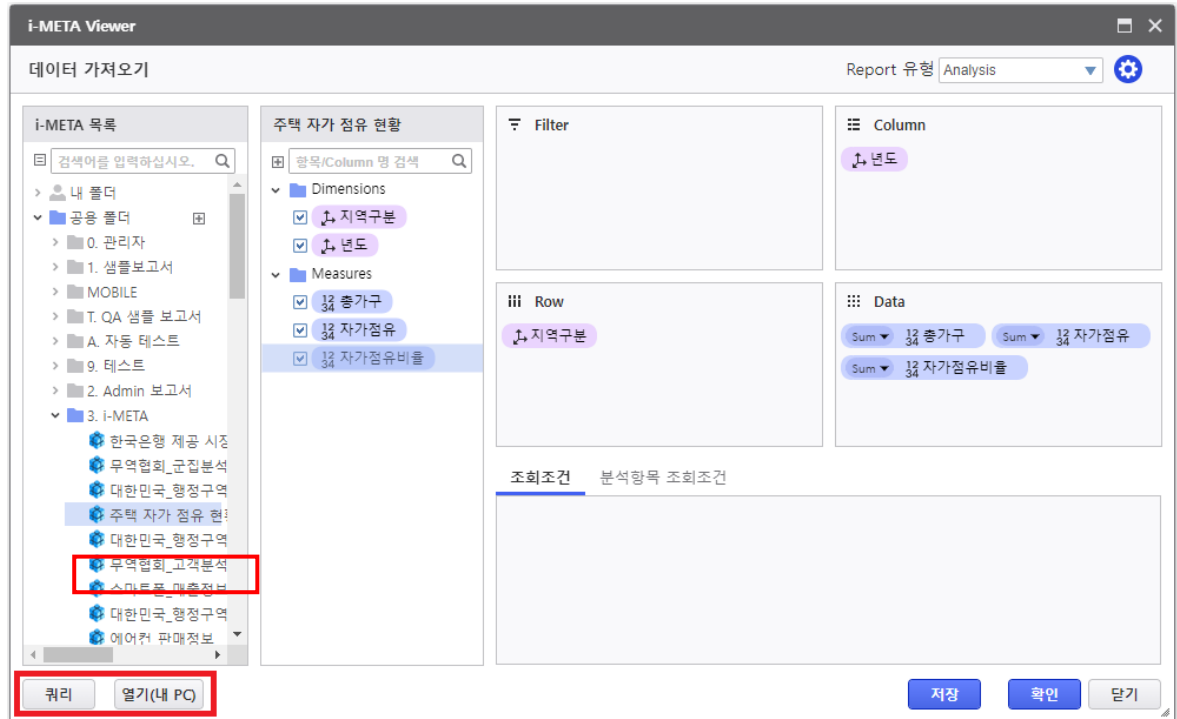 i-META Viewer
데이터 가져오기
Report 유형 Analysis
i-META 목록
검색어를 입력하십시오.
내 폴더
공용 폴더
0. 관리자
1. 샘플보고서
MOBILE
T. QA 샘플 보고서
A. 자동 테스트
9. 테스트
2. Admin 보고서
3. i-META
한국은행 제공 시장
무역협회_군집분석
대한민국_행정구역
주택 자가 점유 현
대한민국_행정구역
무역협회_고객분석
스마트폰_매출정보
대한민국_행정구역
에어컨 판매정보
주택 자가 점유 현황
항목/Column 명 검색
Dimensions
지역구분
년도
Measures
12 34 총가구
12 34 자가점유
12 34 자가점유비율
Filter
Column
년도
Row
지역구분
Data
Sum 12 34 총가구 Sum 12 34 자가점유
Sum 12 34 자가점유비율
조회조건 분석항목 조회조건
쿼리 열기(내 PC) 저장 확인 닫기